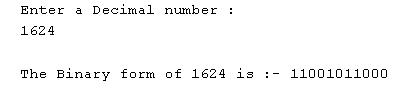 Enter a Decimal number :
1624
The Binary form of 1624 is :- 11001011000